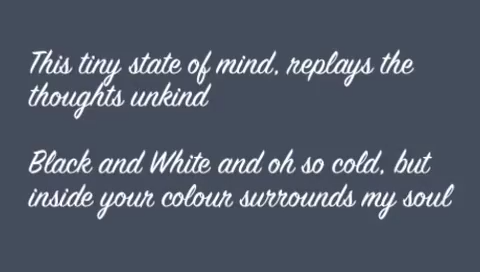 This tiny state of mind, replays the
thoughts unkind
Black and White and oh so cold, but
inside your colour surrounds my soul